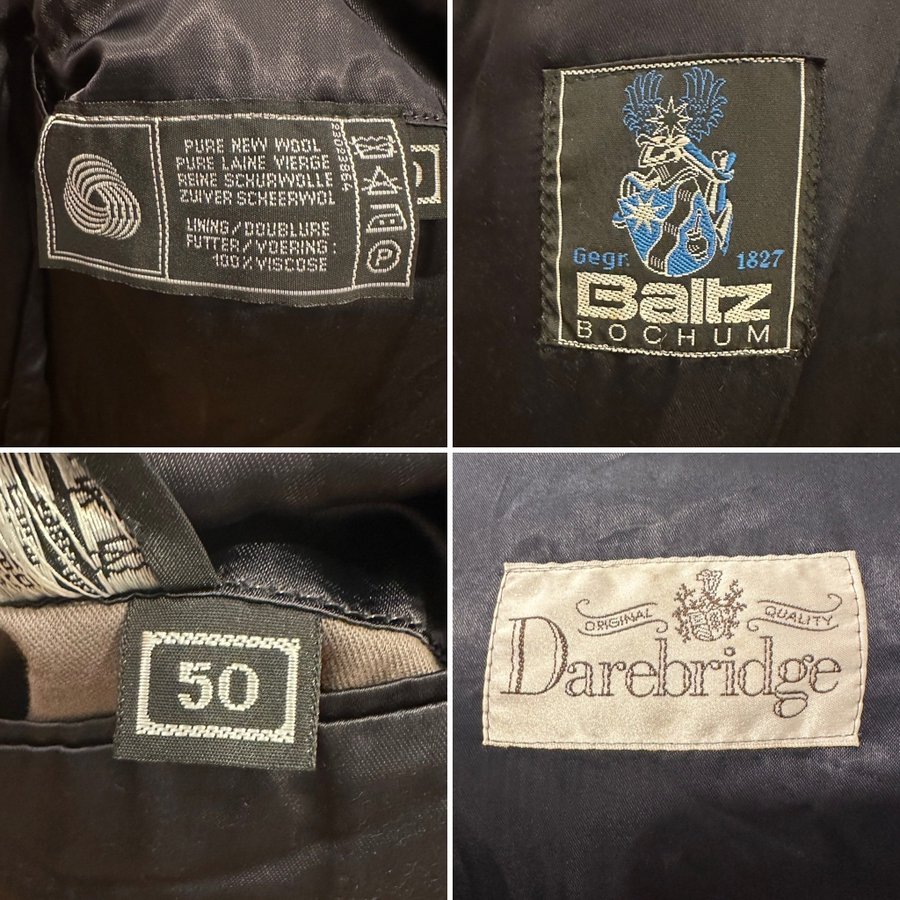 PURE NEW WOOL
PURE LAINE VIERGE
REINE SCHURWOLLE
ZUIVER SCHEERWOL
LINING/DOUBLURE
FUTTER/VOERING:
100% VISCOSE
23023864
P
Gegr. 1827
Baltz
BOCHUM
50
ORIGINAL QUALITY
Darebridge